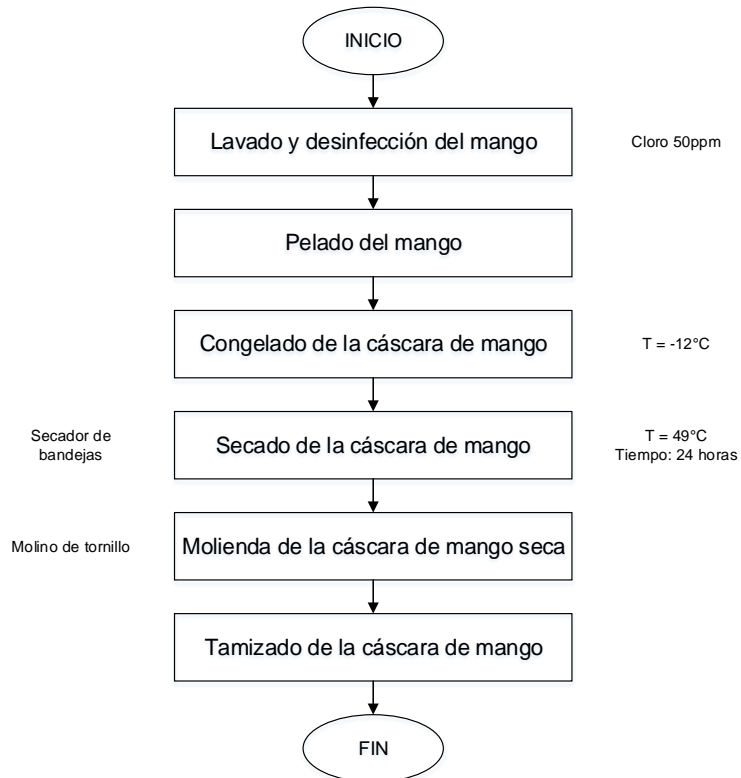 INICIO
Lavado y desinfección del mango
Cloro 50ppm
Pelado del mango
Congelado de la cáscara de mango
T = -12°C
Secador de
bandejas
Secado de la cáscara de mango
T = 49°C
Tiempo: 24 horas
Molino de tornillo
Molienda de la cáscara de mango seca
Tamizado de la cáscara de mango
FIN